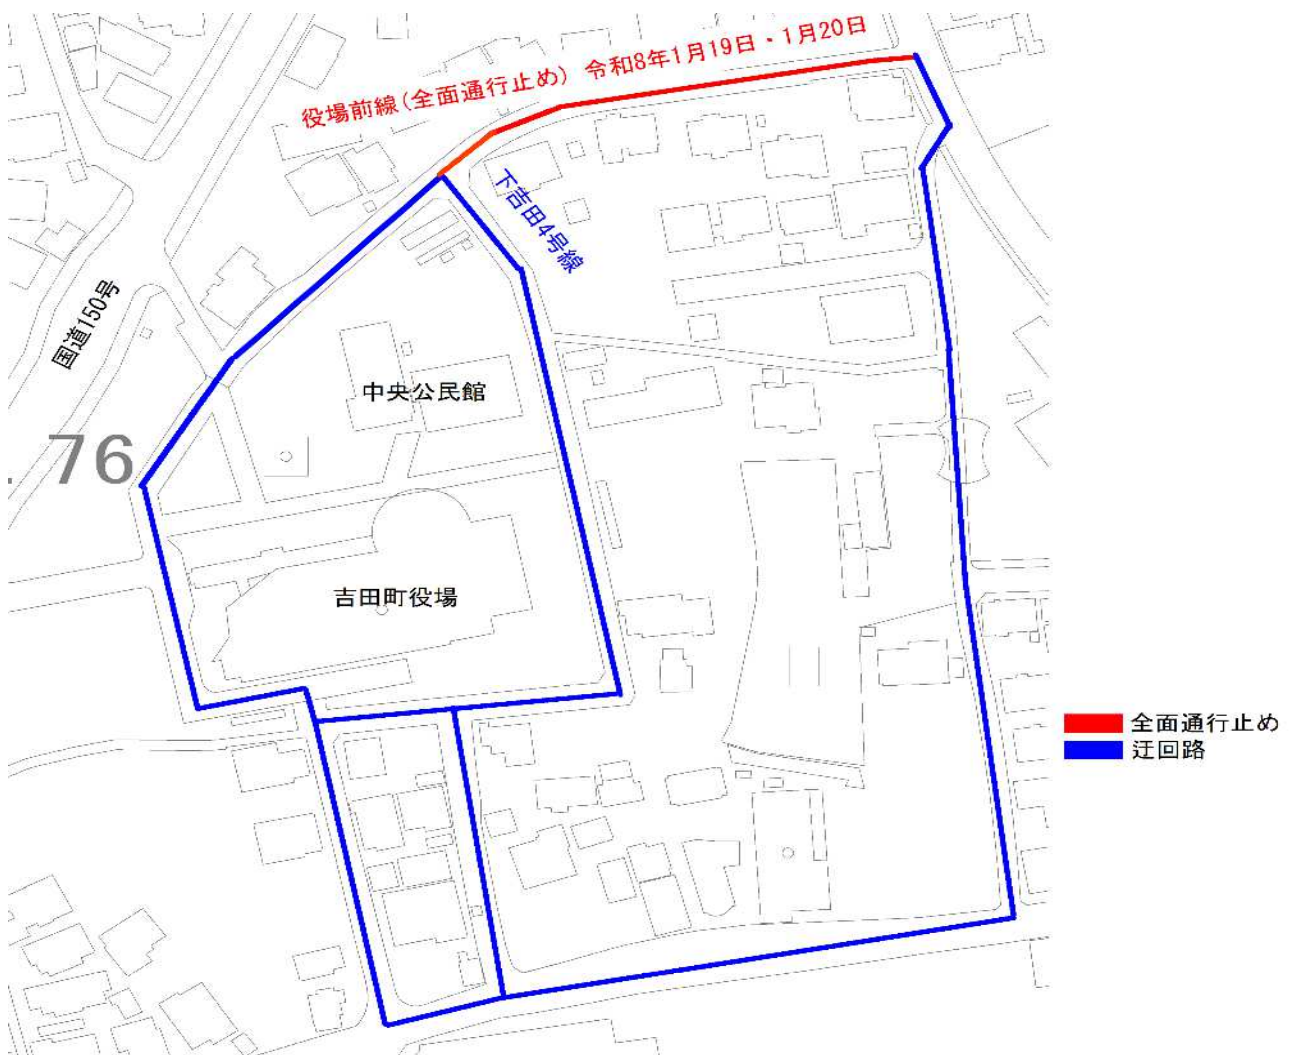 役場前線(全面通行止め) 令和8年1月19日・1月20日
下吉田4号線
国道150号
中央公民館
. 76
吉田町役場
全面通行止め
迂回路